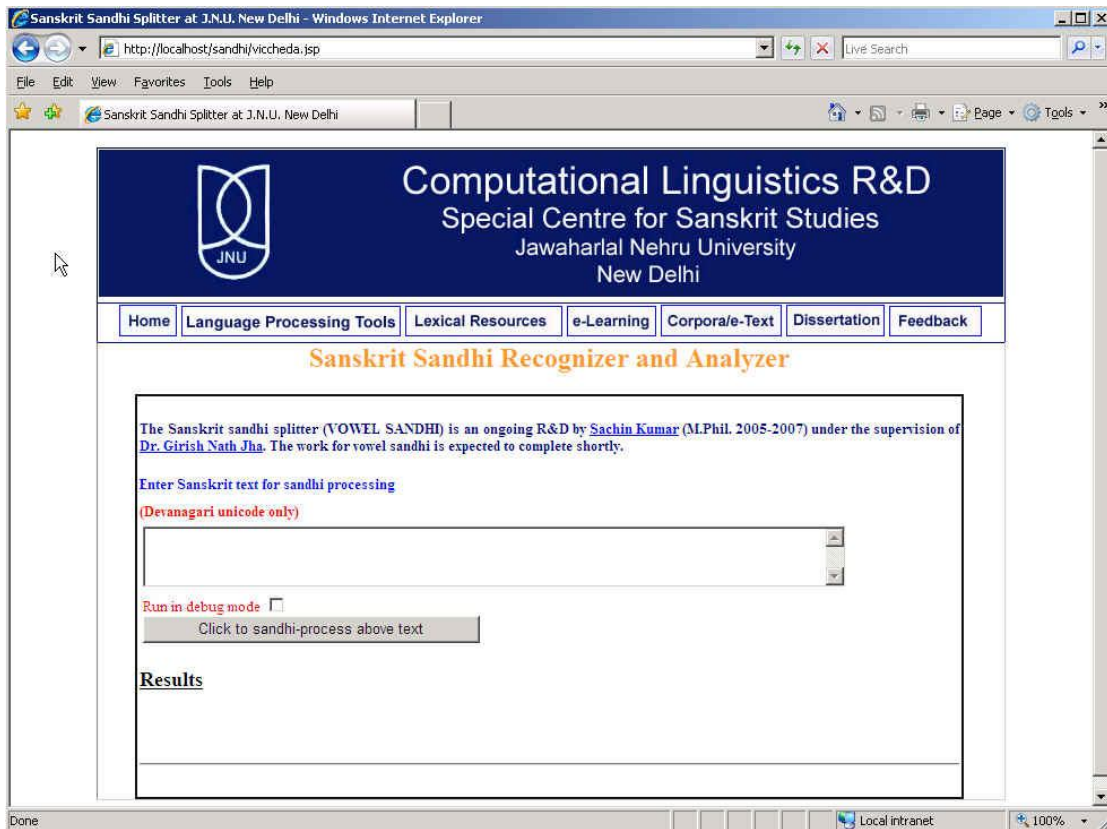 Sanskrit Sandhi Splitter at J.N.U. New Delhi - Windows Internet Explorer
http://localhost/sandhi/viccheda.jsp
Live Search
File Edit View Favorites Tools Help
Sanskrit Sandhi Splitter at J.N.U. New Delhi
Page Tools
Computational Linguistics R&D
Special Centre for Sanskrit Studies
Jawaharlal Nehru University
New Delhi
JNU
Home Language Processing Tools Lexical Resources e-Learning Corpora/e-Text Dissertation Feedback
Sanskrit Sandhi Recognizer and Analyzer
The Sanskrit sandhi splitter (VOWEL SANDHI) is an ongoing R&D by Sachin Kumar (M.Phil. 2005-2007) under the supervision of
Dr. Girish Nath Jha. The work for vowel sandhi is expected to complete shortly.
Enter Sanskrit text for sandhi processing
(Devanagari unicode only)
Run in debug mode
Click to sandhi-process above text
Results
Done Local intranet 100%